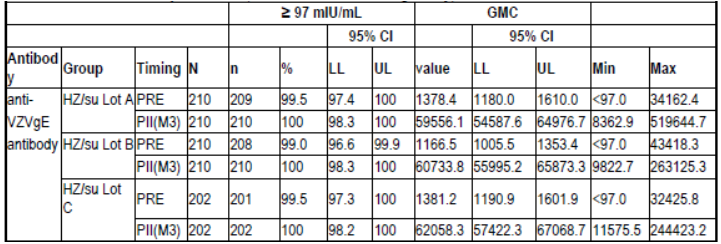 ≥ 97 mIU/mL GMC
95% CI 95% CI
Antibod
y Group Timing N n % LL UL value LL UL Min Max
anti- HZ/su Lot A PRE 210 209 99.5 97.4 100 1378.4 1180.0 1610.0 <97.0 34162.4
VZVgE PII(M3) 210 210 100 98.3 100 59556.1 54587.6 64976.7 8362.9 519644.7
antibody HZ/su Lot B PRE 210 208 99.0 96.6 99.9 1166.5 1005.5 1353.4 <97.0 43418.3
PII(M3) 210 210 100 98.3 100 60733.8 55995.2 65873.3 9822.7 263125.3
HZ/su Lot
C PRE 202 201 99.5 97.3 100 1381.2 1190.9 1601.9 <97.0 32425.8
PII(M3) 202 202 100 98.2 100 62058.3 57422.3 67068.7 11575.5 244423.2